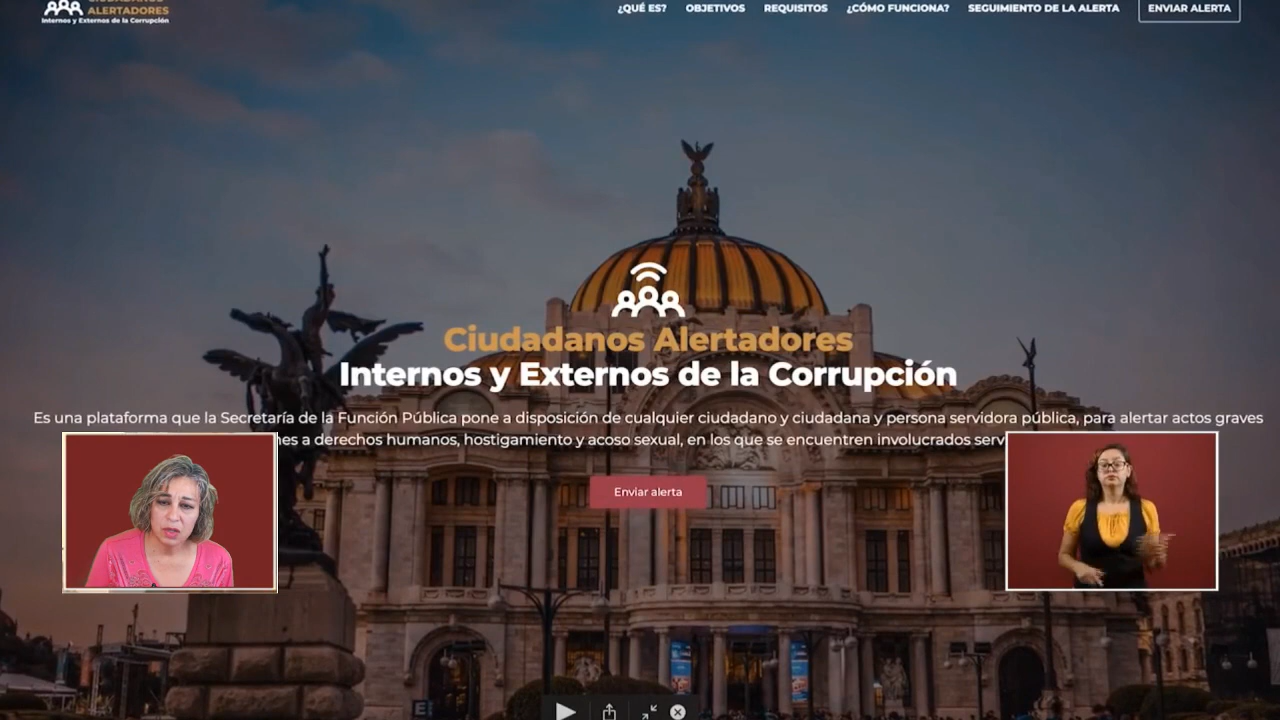 CIUDADANOS
ALERTADORES
Internos y Externos de la Corrupción
¿QUÉ ES? OBJETIVOS REQUISITOS ¿CÓMO FUNCIONA? SEGUIMIENTO DE LA ALERTA ENVIAR ALERTA
Ciudadanos Alertadores
Internos y Externos de la Corrupción
Es una plataforma que la Secretaría de la Función Pública pone a disposición de cualquier ciudadano y ciudadana y persona servidora pública, para alertar actos graves
a derechos humanos, hostigamiento y acoso sexual, en los que se encuentren involucrados
Enviar alerta